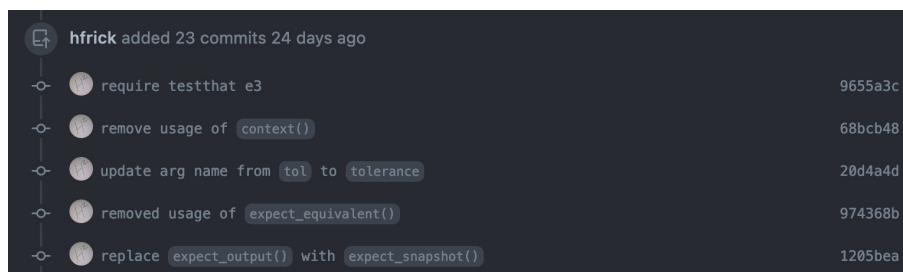 hfrick added 23 commits 24 days ago
require testthat e3 9655a3c
remove usage of context() 68bcb48
update arg name from tol to tolerance 20d4a4d
removed usage of expect_equivalent() 974368b
replace expect_output() with expect_snapshot() 1205bea